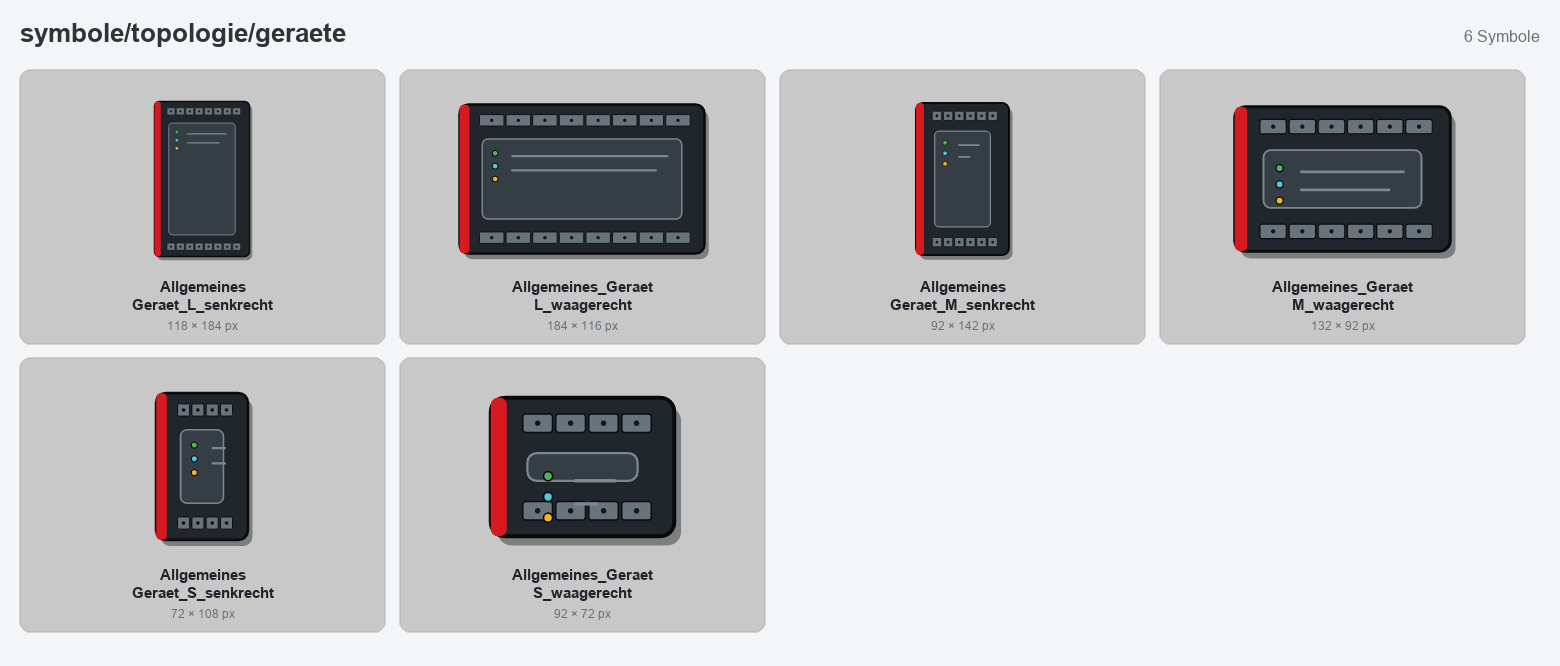 symbole/topologie/geraete
6 Symbole
Allgemeines
Geraet_L_senkrecht
118 × 184 px
Allgemeines_Geraet
L_waagerecht
184 × 116 px
Allgemeines
Geraet_M_senkrecht
92 × 142 px
Allgemeines_Geraet
M_waagerecht
132 × 92 px
Allgemeines
Geraet_S_senkrecht
72 × 108 px
Allgemeines_Geraet
S_waagerecht
92 × 72 px